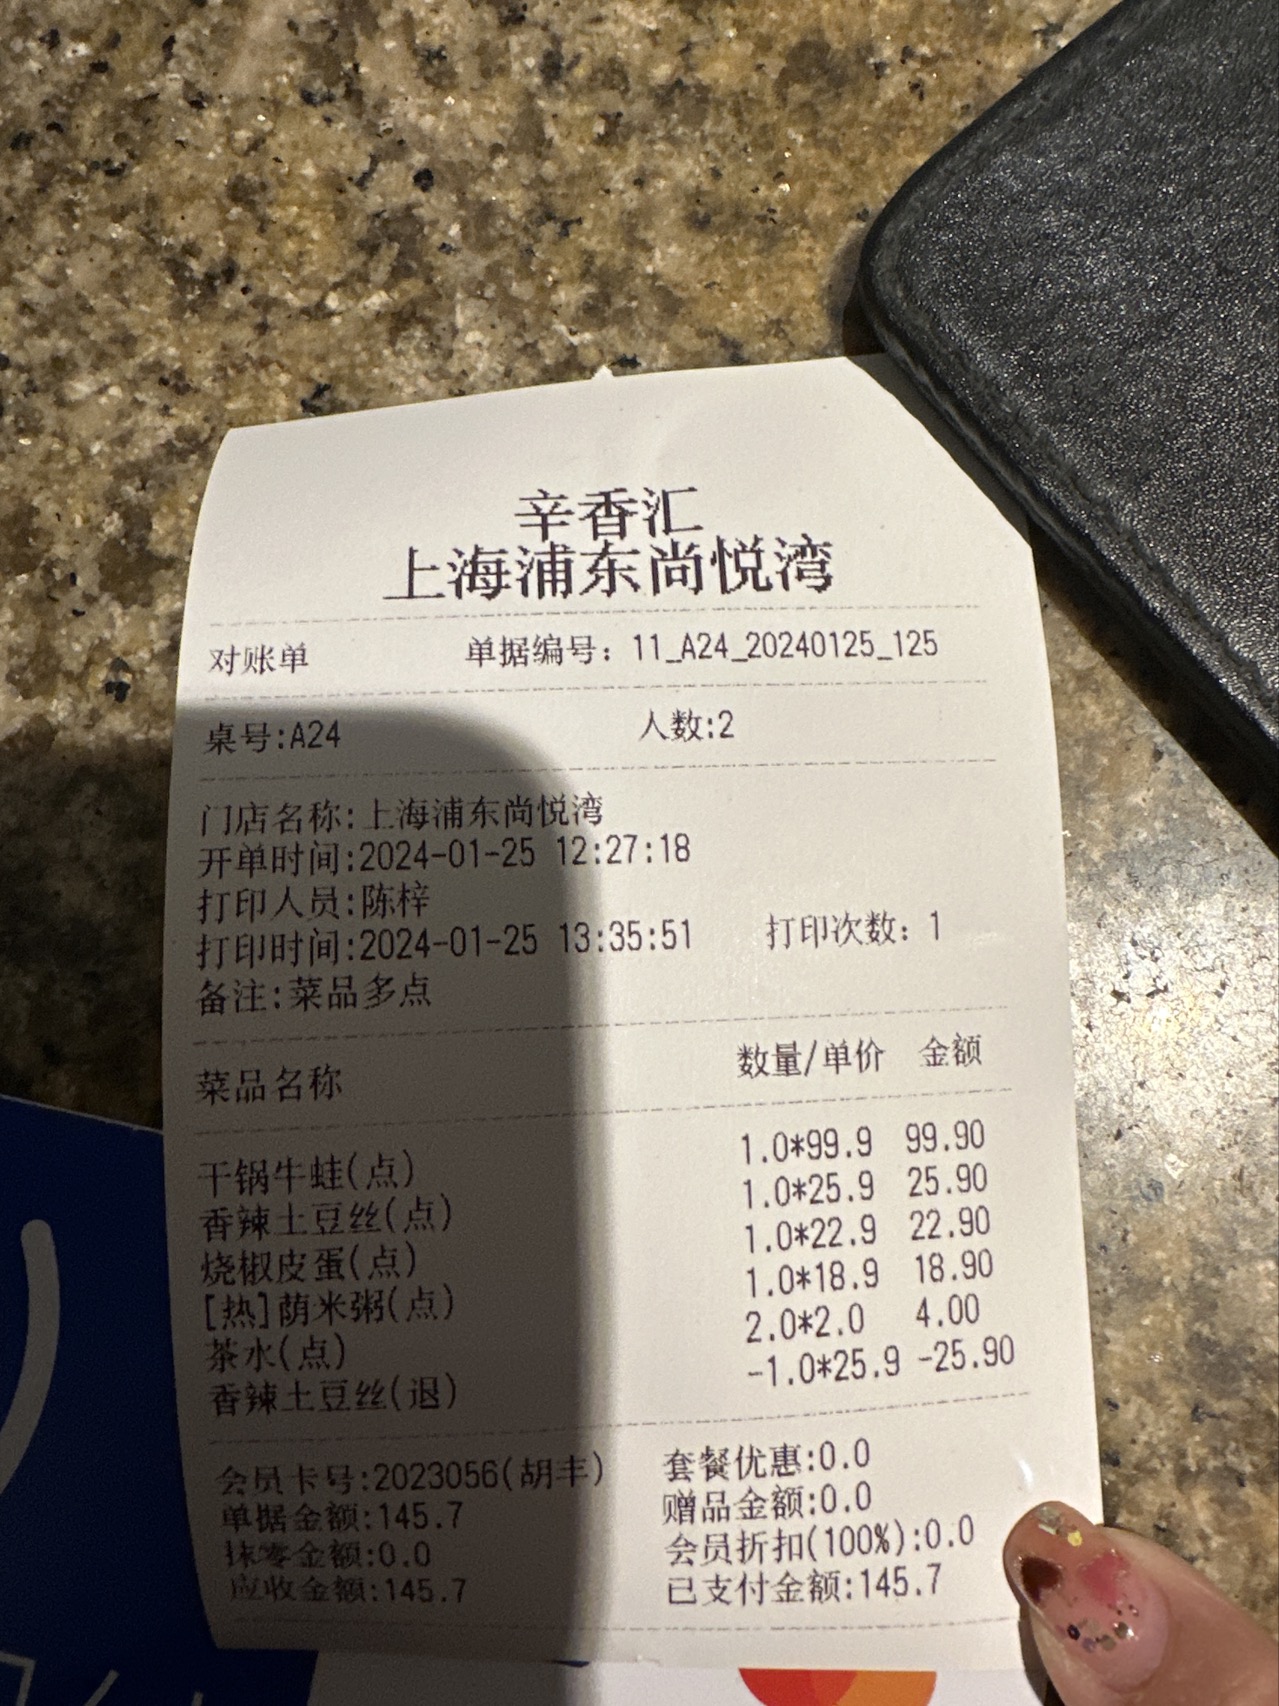 辛香汇
上海浦东尚悦湾
对账单 单据编号：11_A24_20240125_125
桌号:A24 人数:2
门店名称:上海浦东尚悦湾
开单时间:2024-01-25 12:27:18
打印人员:陈梓
打印时间:2024-01-25 13:35:51 打印次数：1
备注:菜品多点
菜品名称 数量/单价 金额
干锅牛蛙(点) 1.0*99.9 99.90
香辣土豆丝(点) 1.0*25.9 25.90
烧椒皮蛋(点) 1.0*22.9 22.90
[热]荫米粥(点) 1.0*18.9 18.90
茶水(点) 2.0*2.0 4.00
香辣土豆丝(退) -1.0*25.9 -25.90
会员卡号:2023056(胡丰) 套餐优惠:0.0
单据金额:145.7 赠品金额:0.0
抹零金额:0.0 会员折扣(100%):0.0
应收金额:145.7 已支付金额:145.7